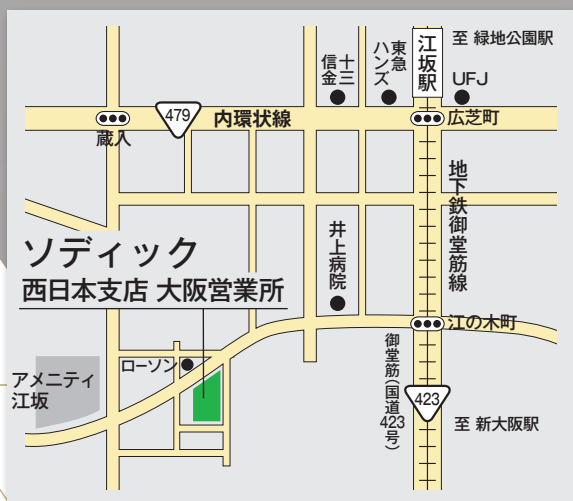 江坂駅
至 緑地公園駅
十三
信金
東急
ハンズ
UFJ
479
内環状線
蔵人
広芝町
地下鉄御堂筋線
井上病院
ソディック
西日本支店 大阪営業所
江の木町
ローソン
アメニティ
江坂
御堂筋(国道423号)
423
至 新大阪駅